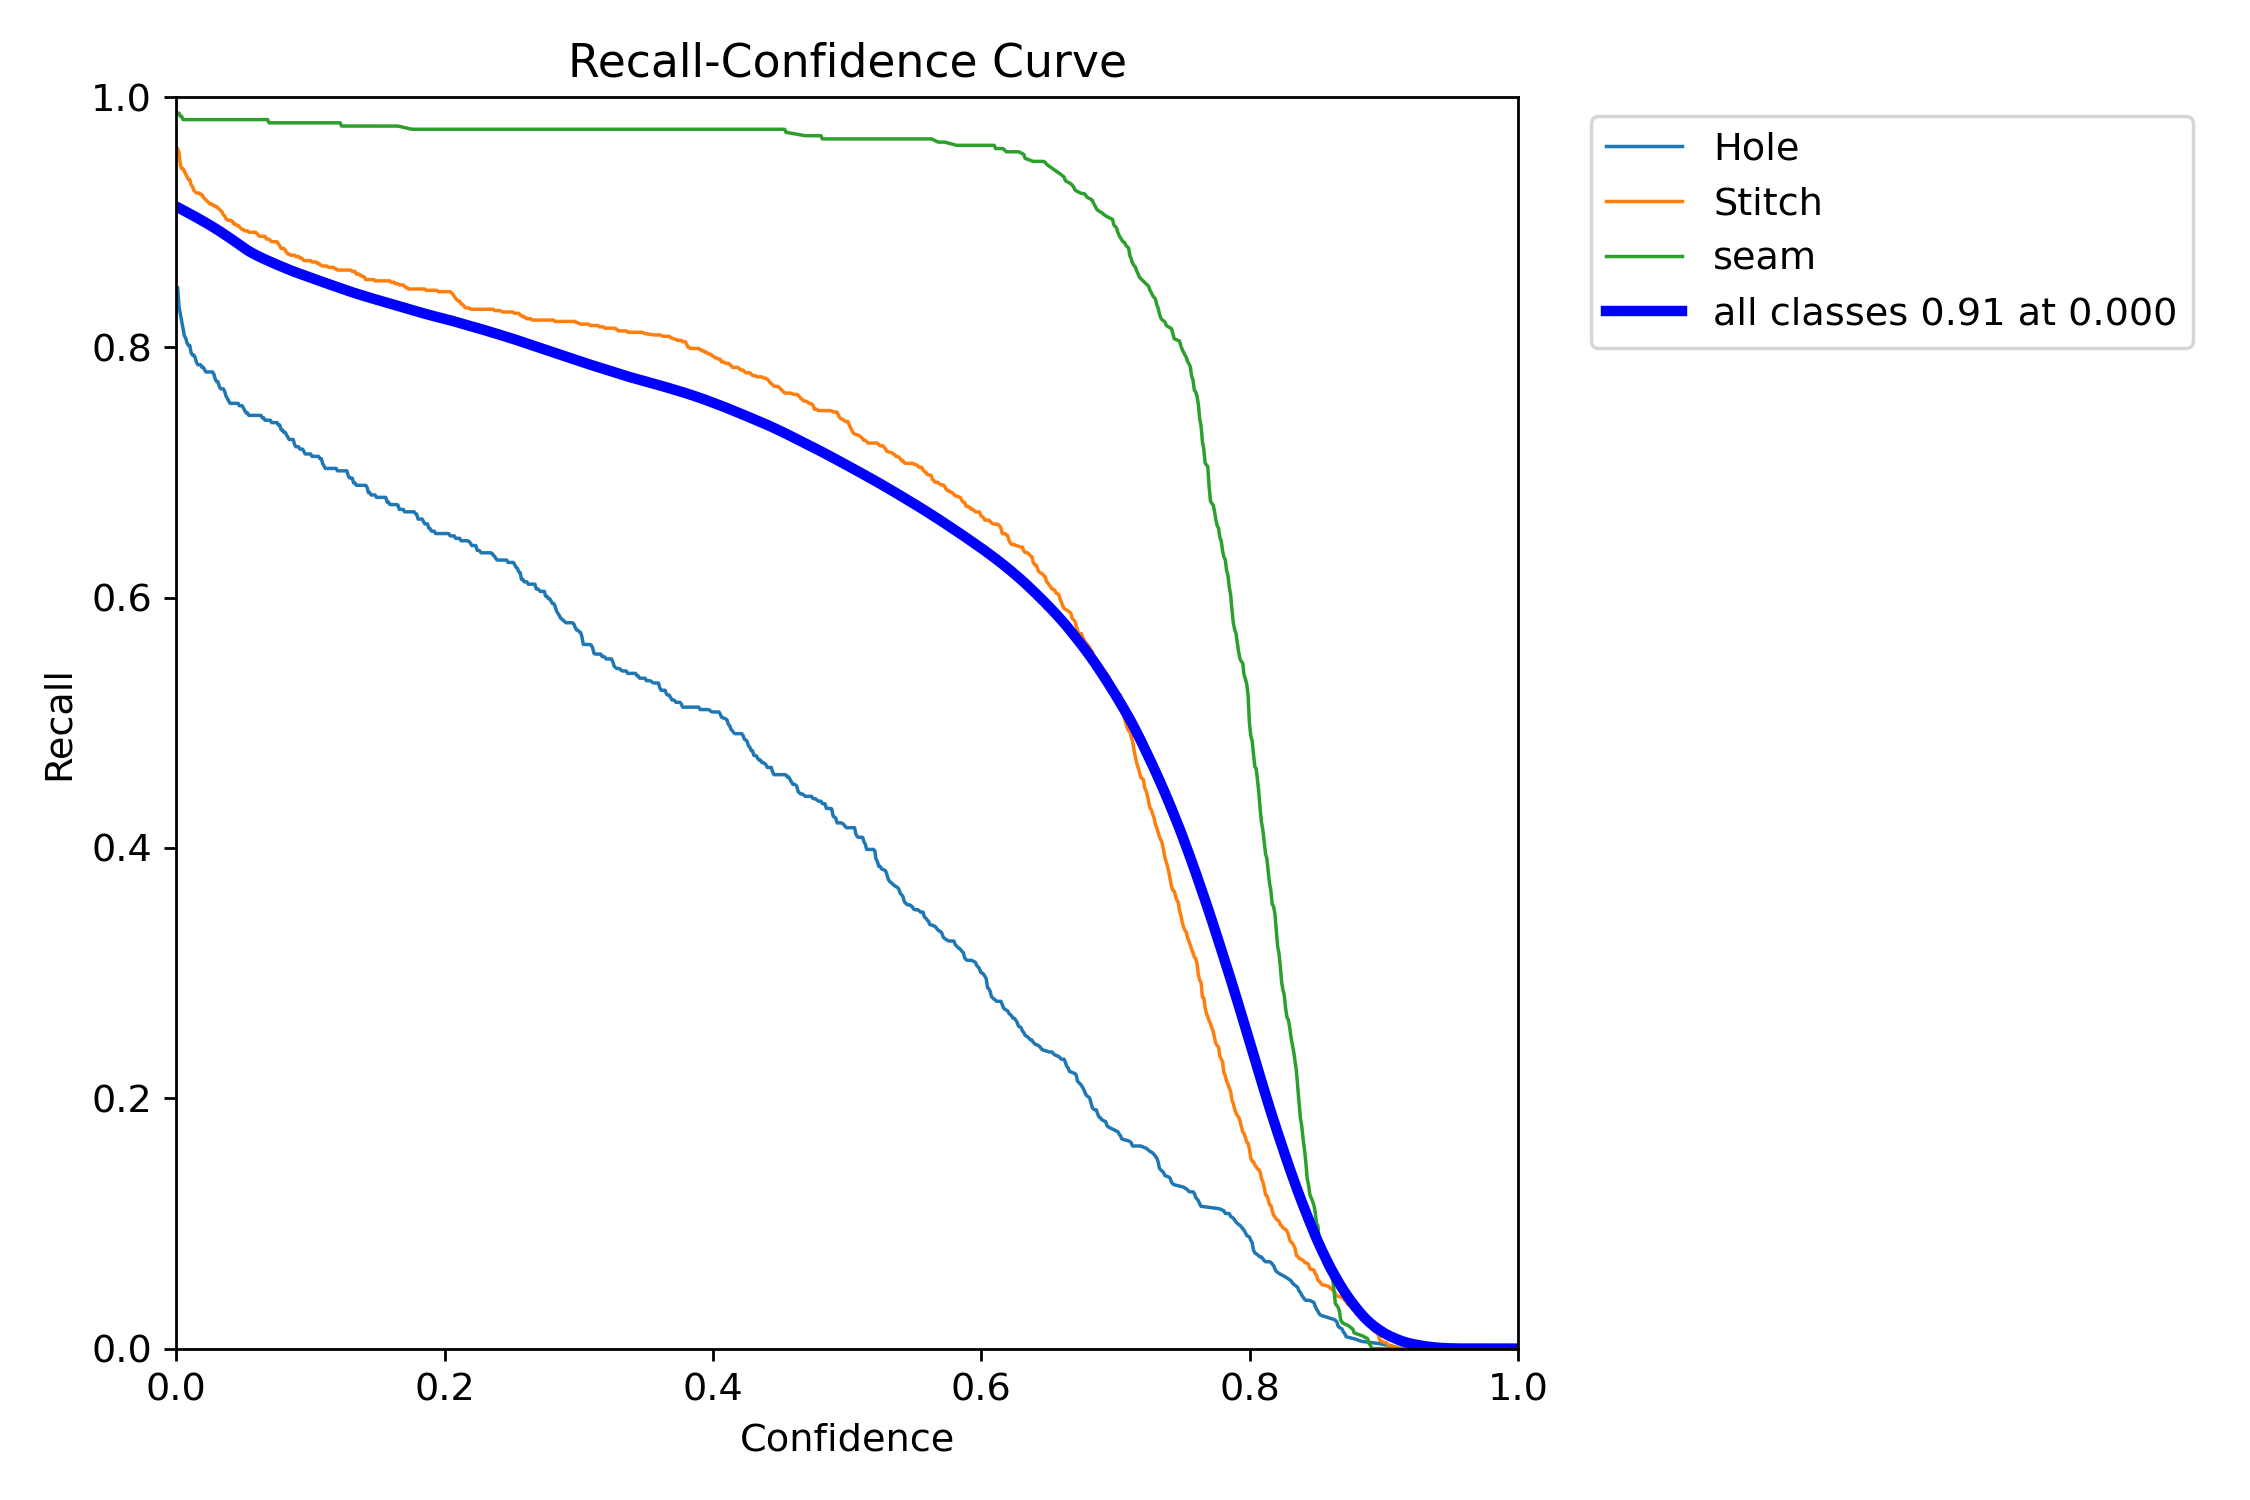 Recall-Confidence Curve
1.0
0.8
0.6
0.4
0.2
0.0
Recall
0.0 0.2 0.4 0.6 0.8 1.0
Confidence
Hole
Stitch
seam
all classes 0.91 at 0.000